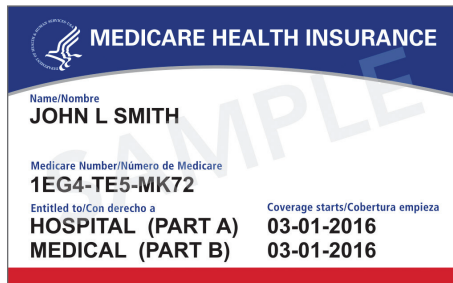 MEDICARE HEALTH INSURANCE
Name/Nombre
JOHN L SMITH
Medicare Number/Número de Medicare
1EG4-TE5-MK72
Entitled to/Con derecho a Coverage starts/Cobertura empieza
HOSPITAL (PART A) 03-01-2016
MEDICAL (PART B) 03-01-2016
SAMPLE